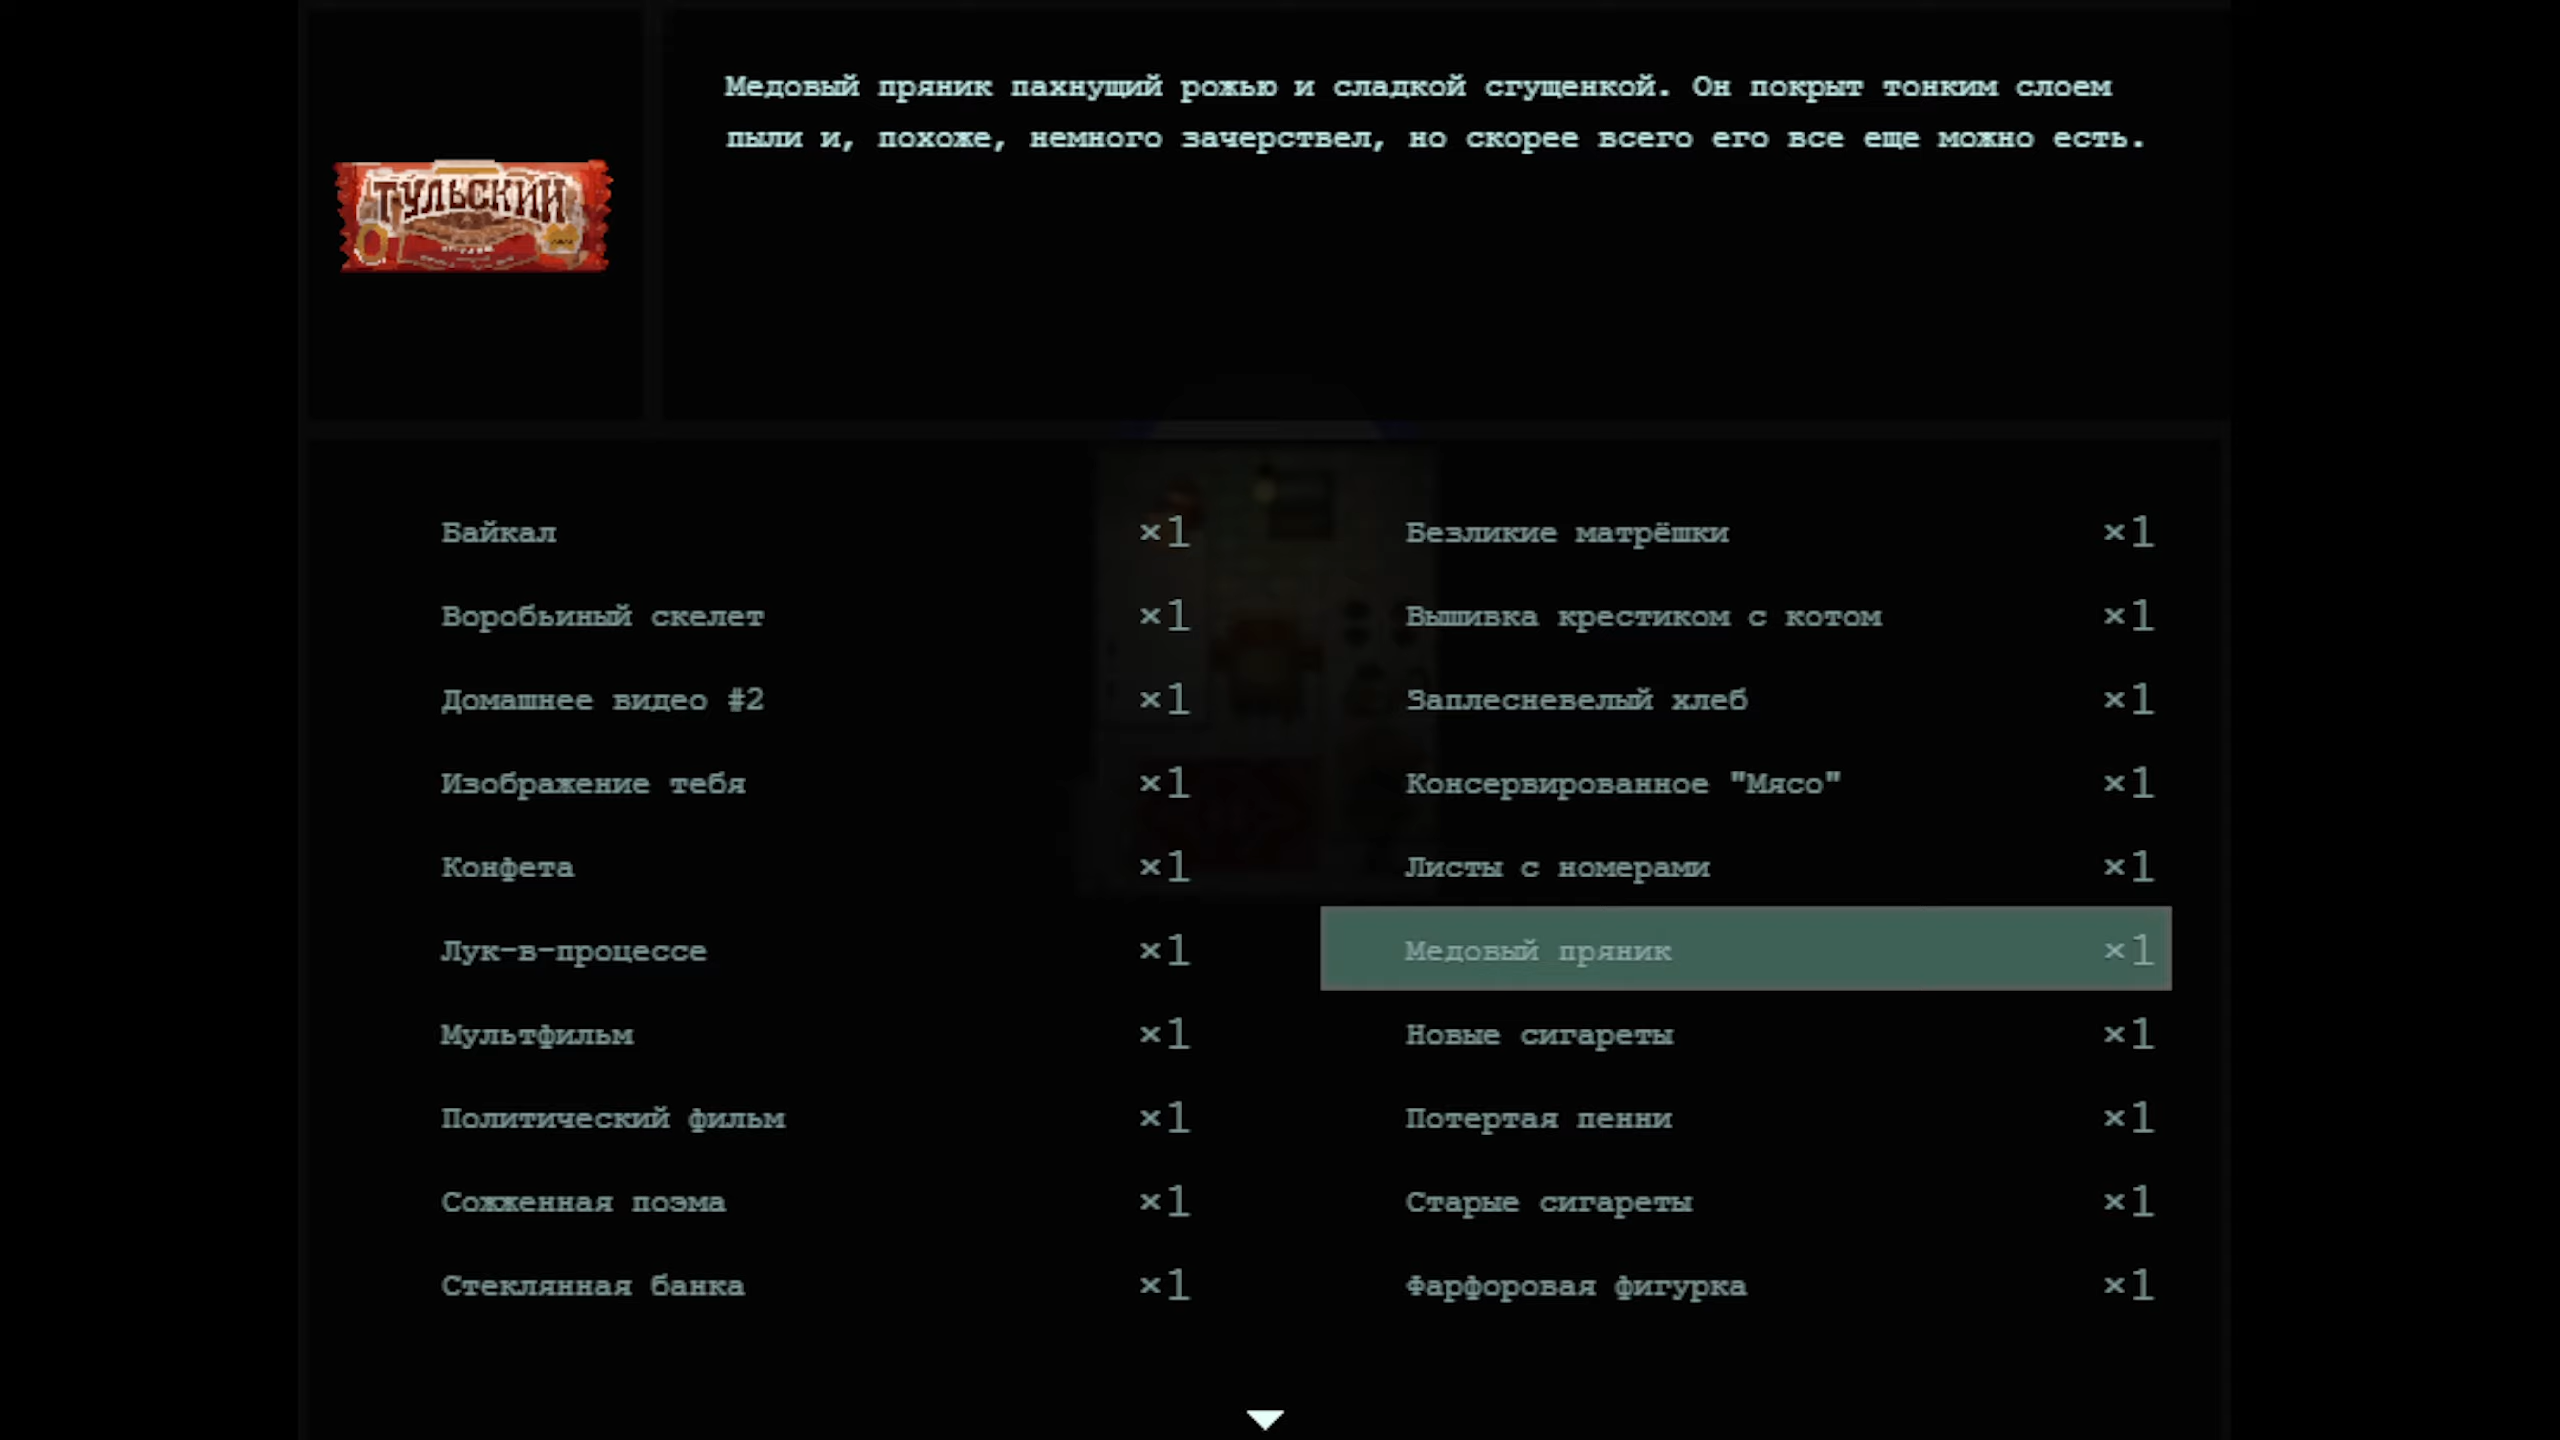 ТУЛЬСКИЙ
Медовый пряник пахнущий рожью и сладкой сгущенкой. Он покрыт тонким слоем
пыли и, похоже, немного зачерствел, но скорее всего его все еще можно есть.
Байкал ×1 Безликие матрёшки ×1
Воробьиный скелет ×1 Вышивка крестиком с котом ×1
Домашнее видео #2 ×1 Заплесневелый хлеб ×1
Изображение тебя ×1 Консервированное "Мясо" ×1
Конфета ×1 Листы с номерами ×1
Лук-в-процессе ×1 Медовый пряник ×1
Мультфильм ×1 Новые сигареты ×1
Политический фильм ×1 Потертая пенни ×1
Сожженная поэма ×1 Старые сигареты ×1
Стеклянная банка ×1 Фарфоровая фигурка ×1